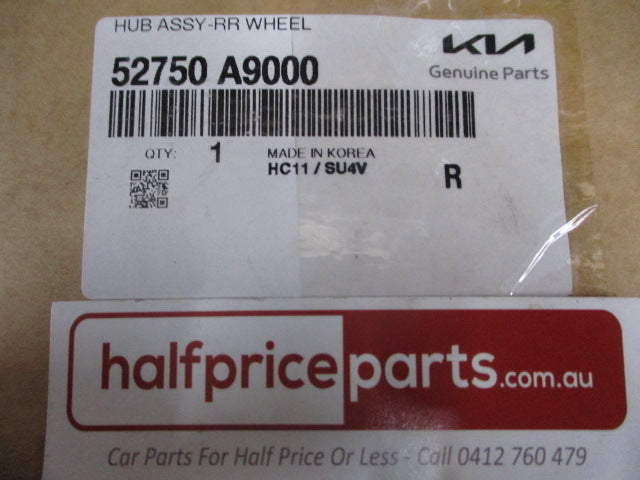 HUB ASSY-RR WHEEL
KIA
52750 A9000
Genuine Parts
QTY: 1 MADE IN KOREA
HC11 / SU4V R
halfpriceparts.com.au
Car Parts For Half Price Or Less - Call 0412 760 479